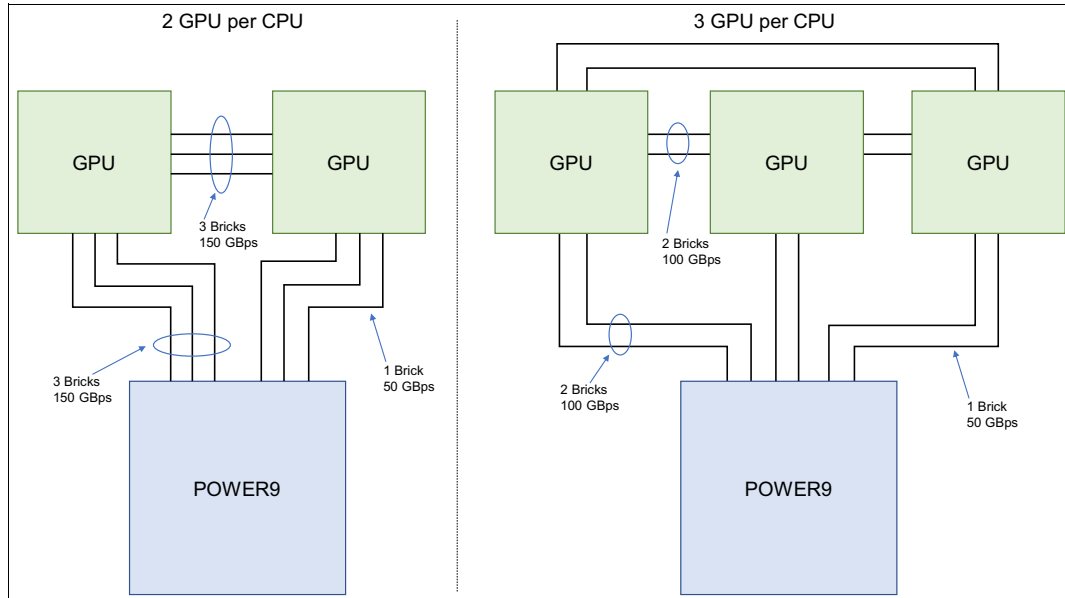 2 GPU per CPU
GPU
GPU
3 Bricks
150 GBps
3 Bricks
150 GBps
1 Brick
50 GBps
POWER9
3 GPU per CPU
GPU
GPU
GPU
2 Bricks
100 GBps
2 Bricks
100 GBps
1 Brick
50 GBps
POWER9